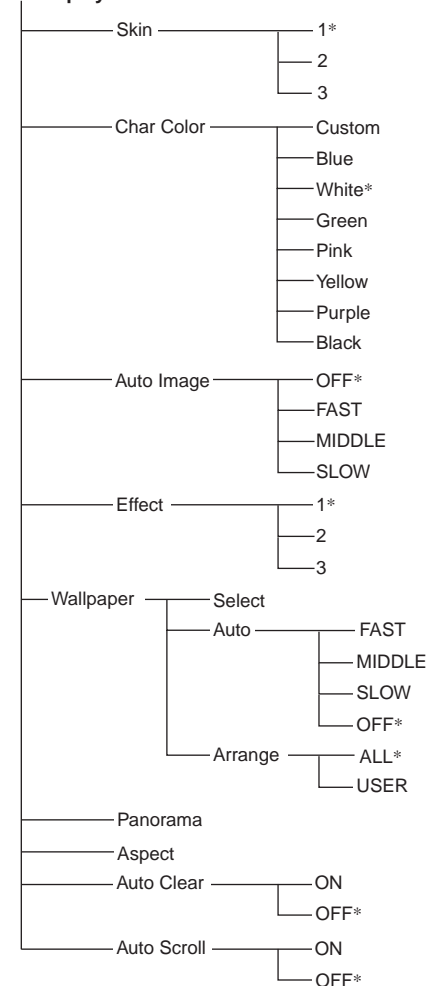 Skin 1*
2
3
Char Color Custom
Blue
White*
Green
Pink
Yellow
Purple
Black
Auto Image OFF*
FAST
MIDDLE
SLOW
Effect 1*
2
3
Wallpaper Select
Auto FAST
MIDDLE
SLOW
OFF*
Arrange ALL*
USER
Panorama
Aspect
Auto Clear ON
OFF*
Auto Scroll ON
OFF*